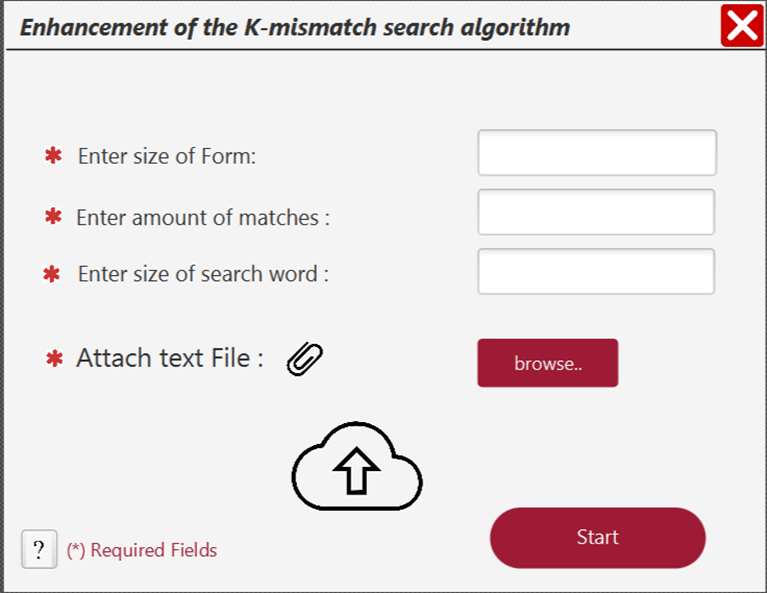 Enhancement of the K-mismatch search algorithm
* Enter size of Form:
* Enter amount of matches :
* Enter size of search word :
* Attach text File :
browse..
Start
? (*) Required Fields